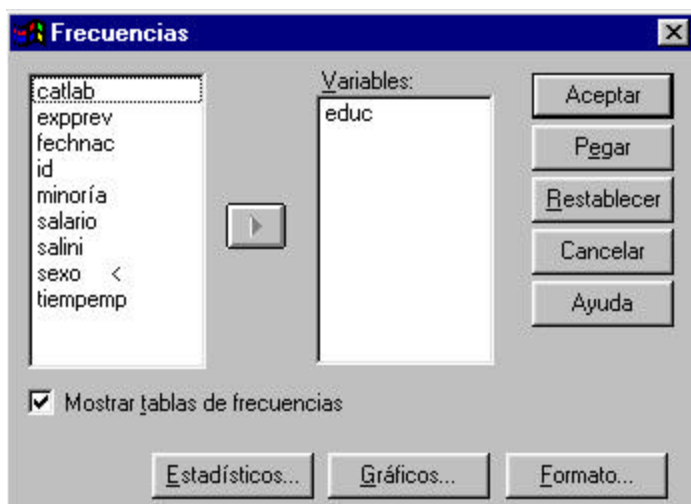 Frecuencias
catlab
expprev
fechnac
id
minoría
salario
salini
sexo <
tiempemp
Variables:
educ
Aceptar
Pegar
Restablecer
Cancelar
Ayuda
Mostrar tablas de frecuencias
Estadísticos...
Gráficos...
Formato...